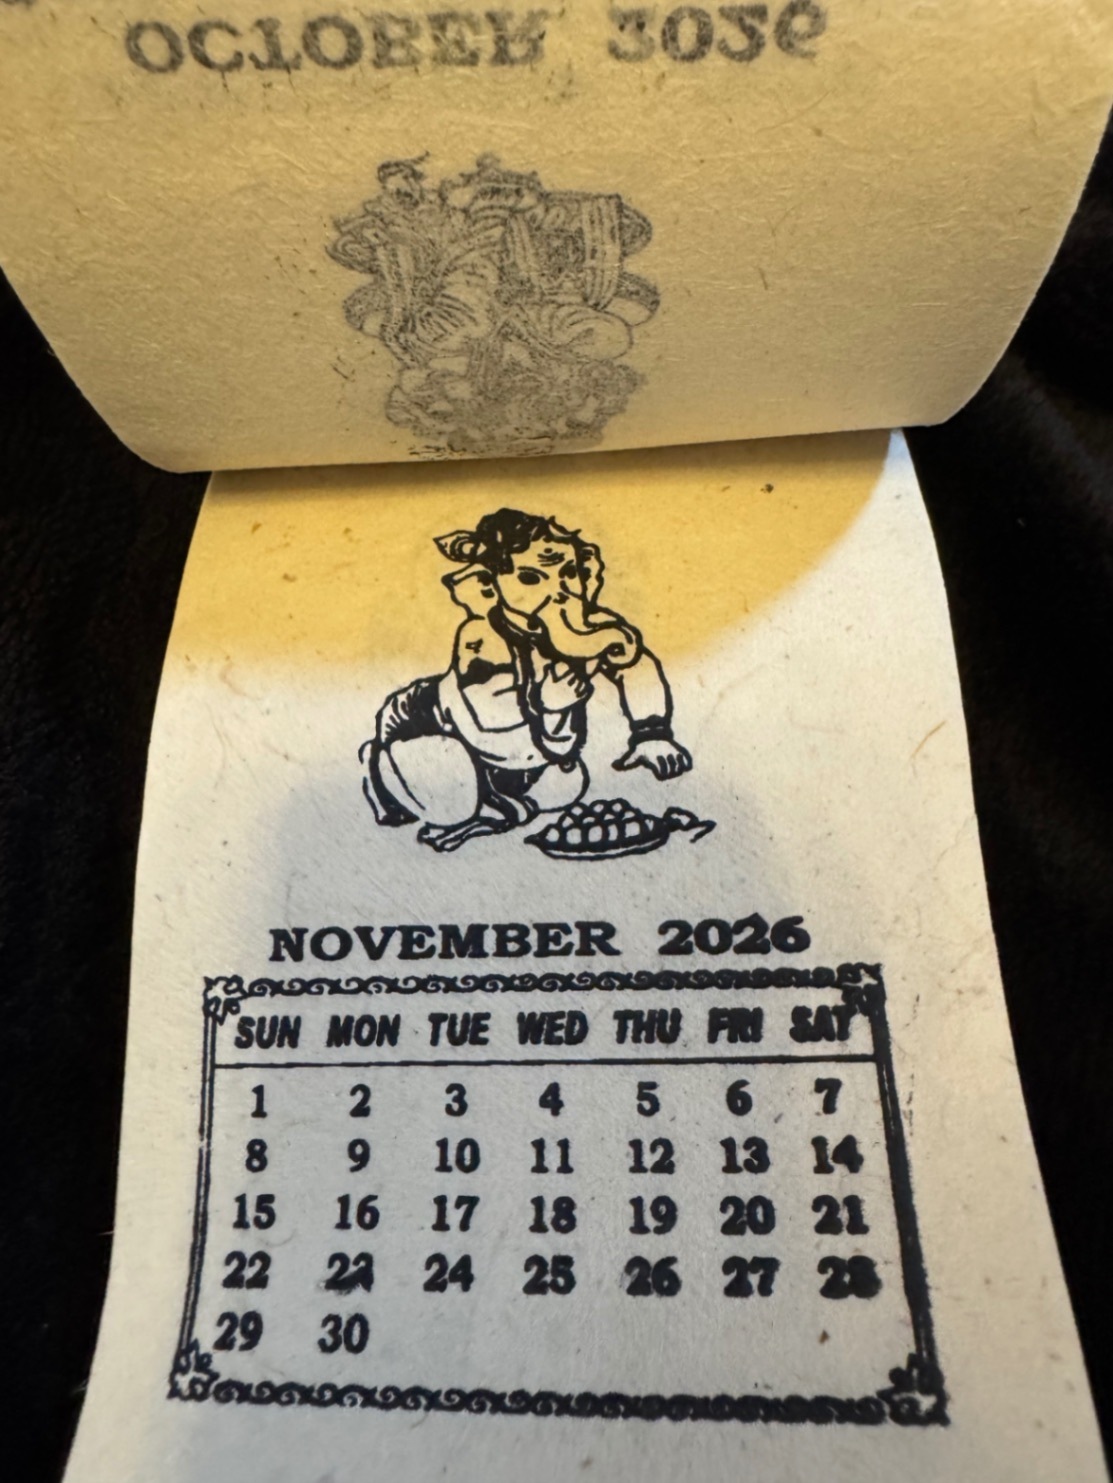 OCTOBER 2026
NOVEMBER 2026
SUN MON TUE WED THU FRI SAT
1 2 3 4 5 6 7
8 9 10 11 12 13 14
15 16 17 18 19 20 21
22 23 24 25 26 27 28
29 30